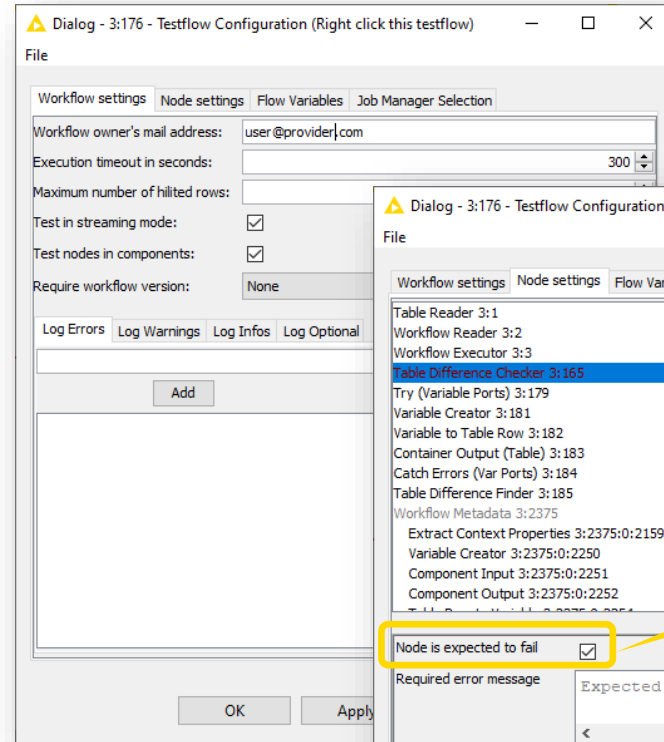 Dialog - 3:176 - Testflow Configuration (Right click this testflow)
File
Workflow settings Node settings Flow Variables Job Manager Selection
Workflow owner's mail address: user@provider.com
Execution timeout in seconds: 300
Maximum number of hilited rows:
Test in streaming mode:
Test nodes in components:
Require workflow version: None
Log Errors Log Warnings Log Infos Log Optional
Add
OK Apply
Dialog - 3:176 - Testflow Configuration
File
Workflow settings Node settings Flow Var
Table Reader 3:1
Workflow Reader 3:2
Workflow Executor 3:3
Table Difference Checker 3:165
Try (Variable Ports) 3:179
Variable Creator 3:181
Variable to Table Row 3:182
Container Output (Table) 3:183
Catch Errors (Var Ports) 3:184
Table Difference Finder 3:185
Workflow Metadata 3:2375
Extract Context Properties 3:2375:0:2159
Variable Creator 3:2375:0:2250
Component Input 3:2375:0:2251
Component Output 3:2375:0:2252
Node is expected to fail
Required error message Expected